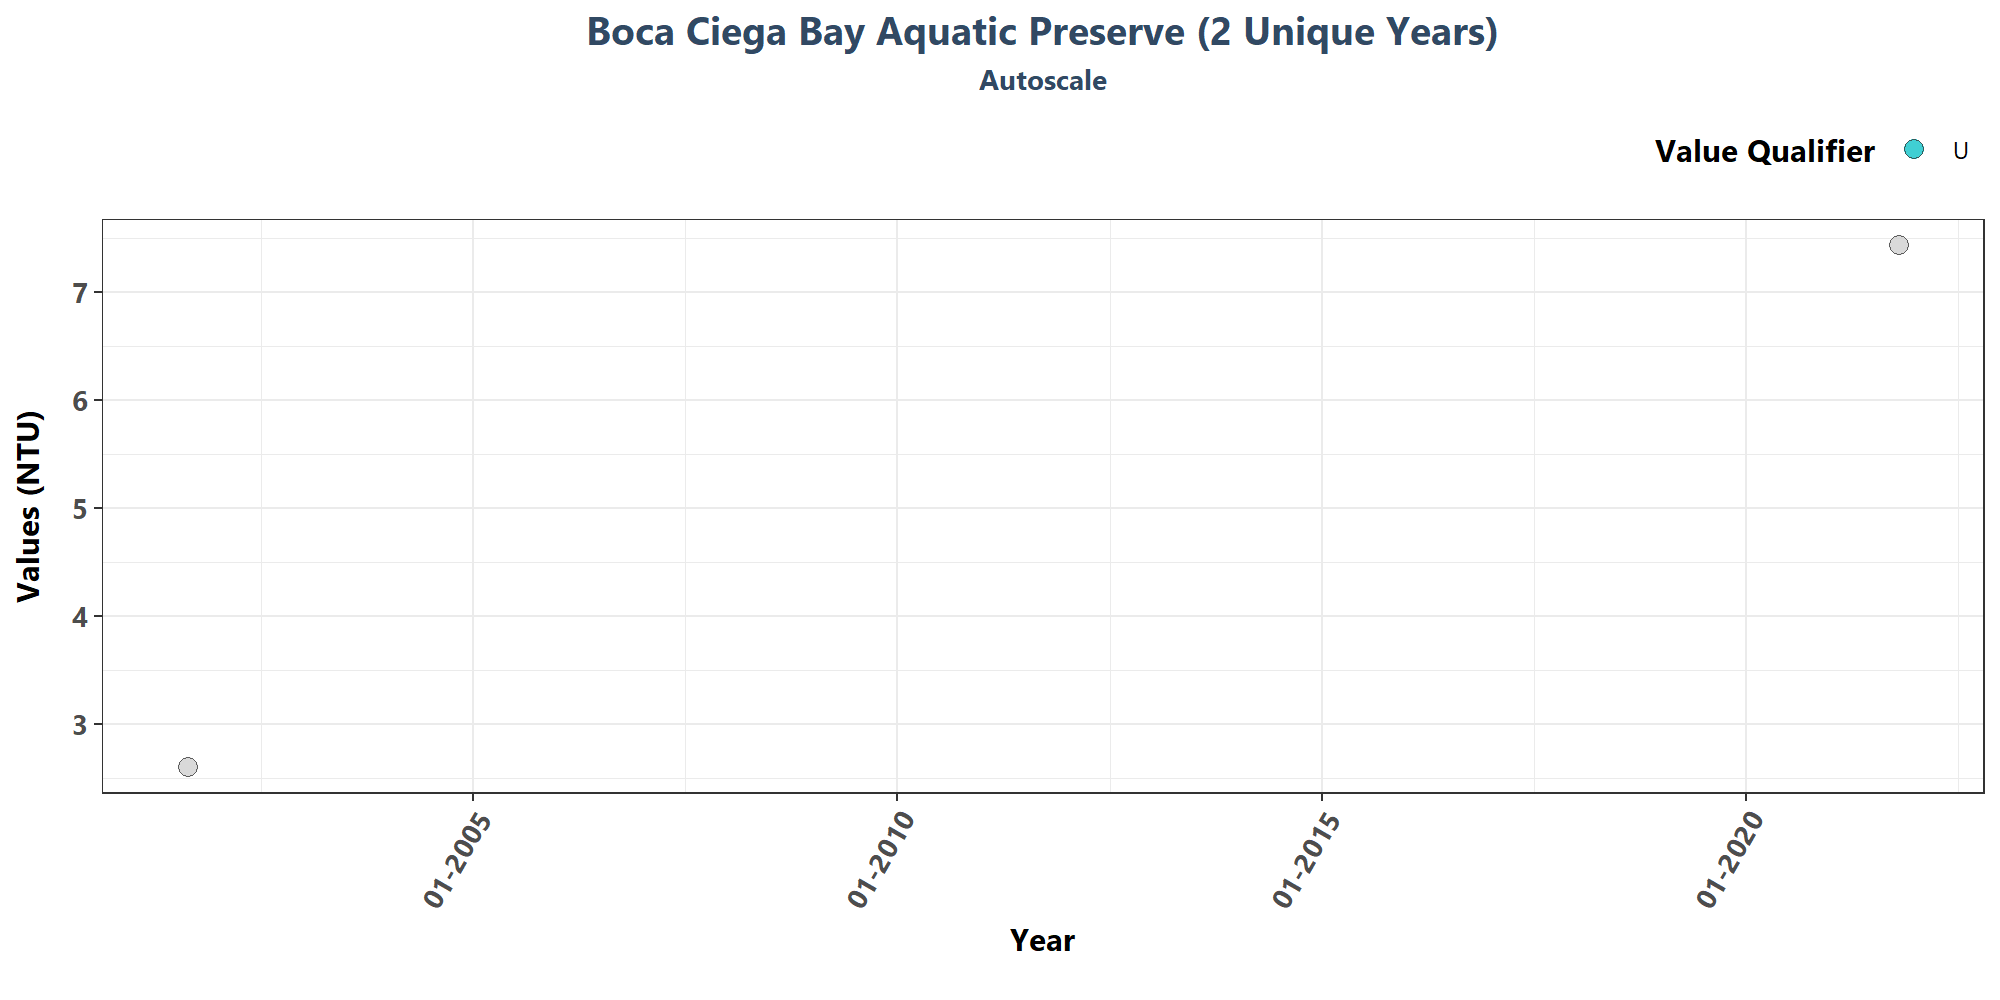 Boca Ciega Bay Aquatic Preserve (2 Unique Years)
Autoscale
Value Qualifier U
7
6
5
4
3
Values (NTU)
01-2005 01-2010 01-2015 01-2020
Year